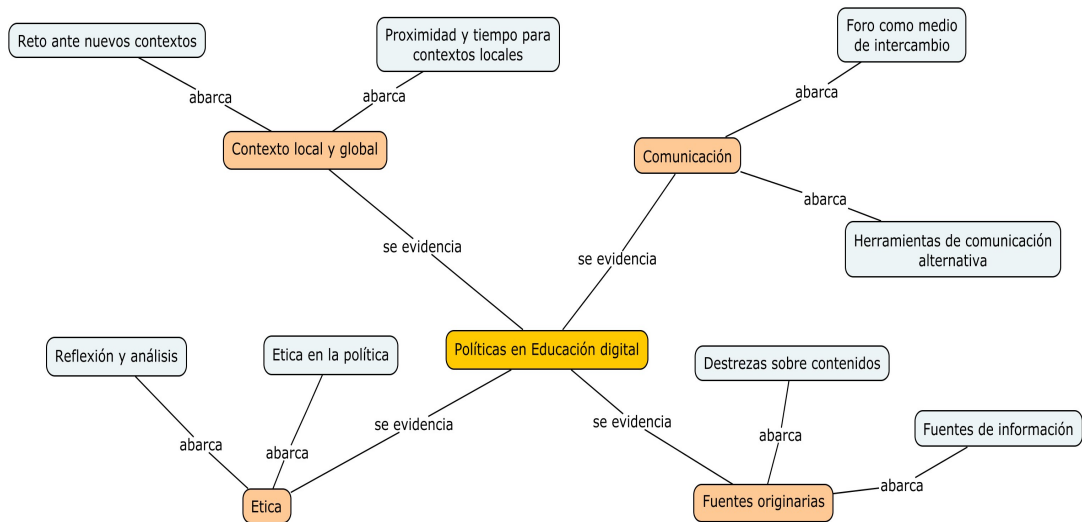 Reto ante nuevos contextos
Proximidad y tiempo para
contextos locales
Foro como medio
de intercambio
abarca
abarca
abarca
Contexto local y global
Comunicación
abarca
Herramientas de comunicación
alternativa
se evidencia
se evidencia
Reflexión y análisis
Etica en la política
Políticas en Educación digital
Destrezas sobre contenidos
se evidencia
se evidencia
Fuentes de información
abarca
abarca
abarca
abarca
Etica
Fuentes originarias